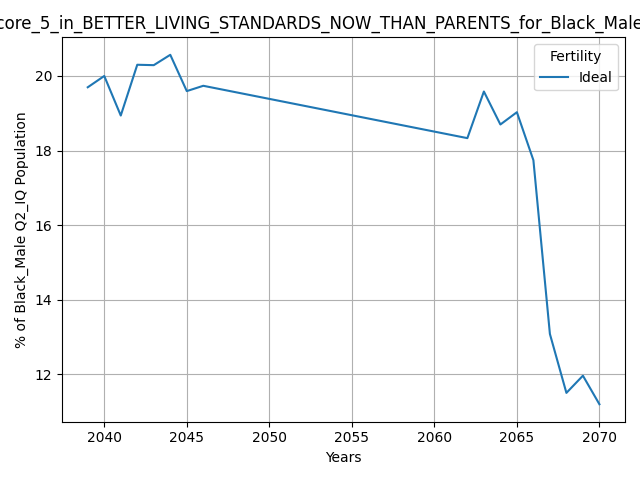 core_5_in_BETTER_LIVING_STANDARDS_NOW_THAN_PARENTS_for_Black_Male
Fertility
Ideal
20
18
16
14
12
% of Black_Male Q2_IQ Population
2040 2045 2050 2055 2060 2065 2070
Years